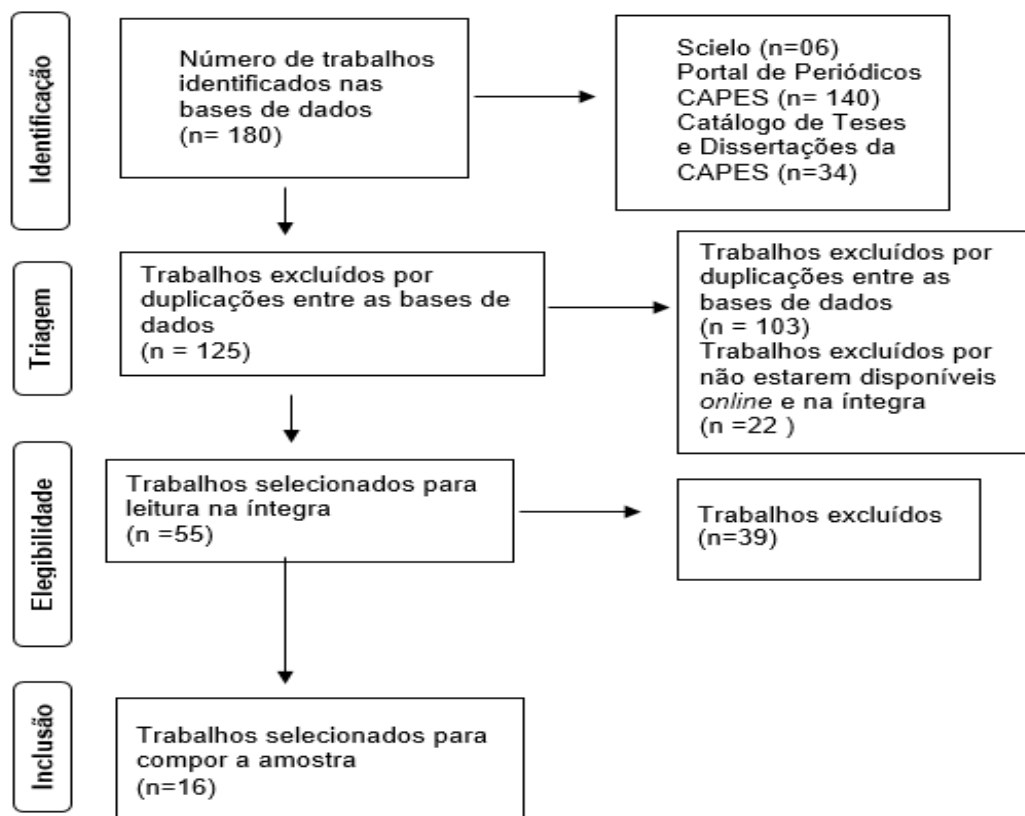 Identificação
Número de trabalhos
identificados nas
bases de dados
(n= 180)
Scielo (n=06)
Portal de Periódicos
CAPES (n= 140)
Catálogo de Teses
e Dissertações da
CAPES (n=34)
Triagem
Trabalhos excluídos por
duplicações entre as bases de
dados
(n = 125)
Trabalhos excluídos por
duplicações entre as
bases de dados
(n = 103)
Trabalhos excluídos por
não estarem disponíveis
online e na íntegra
(n =22 )
Elegibilidade
Trabalhos selecionados para
leitura na íntegra
(n =55)
Trabalhos excluídos
(n=39)
Inclusão
Trabalhos selecionados para
compor a amostra
(n=16)